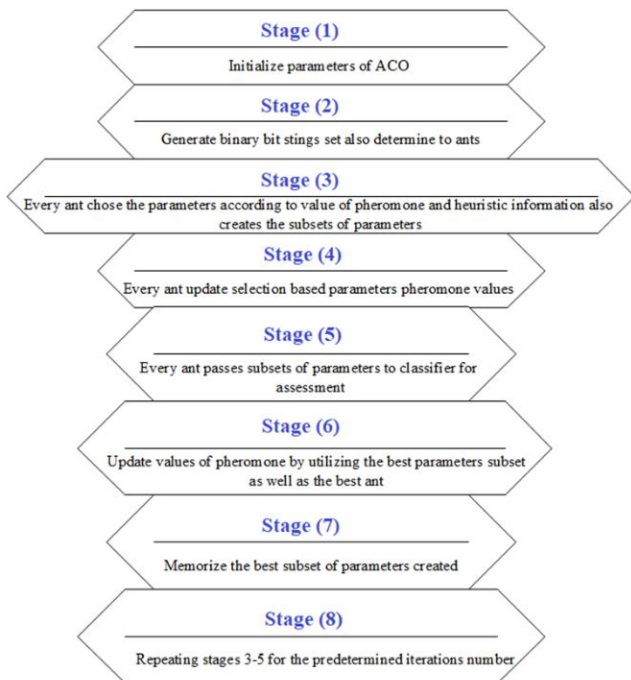 Stage (1)
Initialize parameters of ACO
Stage (2)
Generate binary bit stings set also determine to ants
Stage (3)
Every ant chose the parameters according to value of pheromone and heuristic information also
creates the subsets of parameters
Stage (4)
Every ant update selection based parameters pheromone values
Stage (5)
Every ant passes subsets of parameters to classifier for
assessment
Stage (6)
Update values of pheromone by utilizing the best parameters subset
as well as the best ant
Stage (7)
Memorize the best subset of parameters created
Stage (8)
Repeating stages 3-5 for the predetermined iterations number